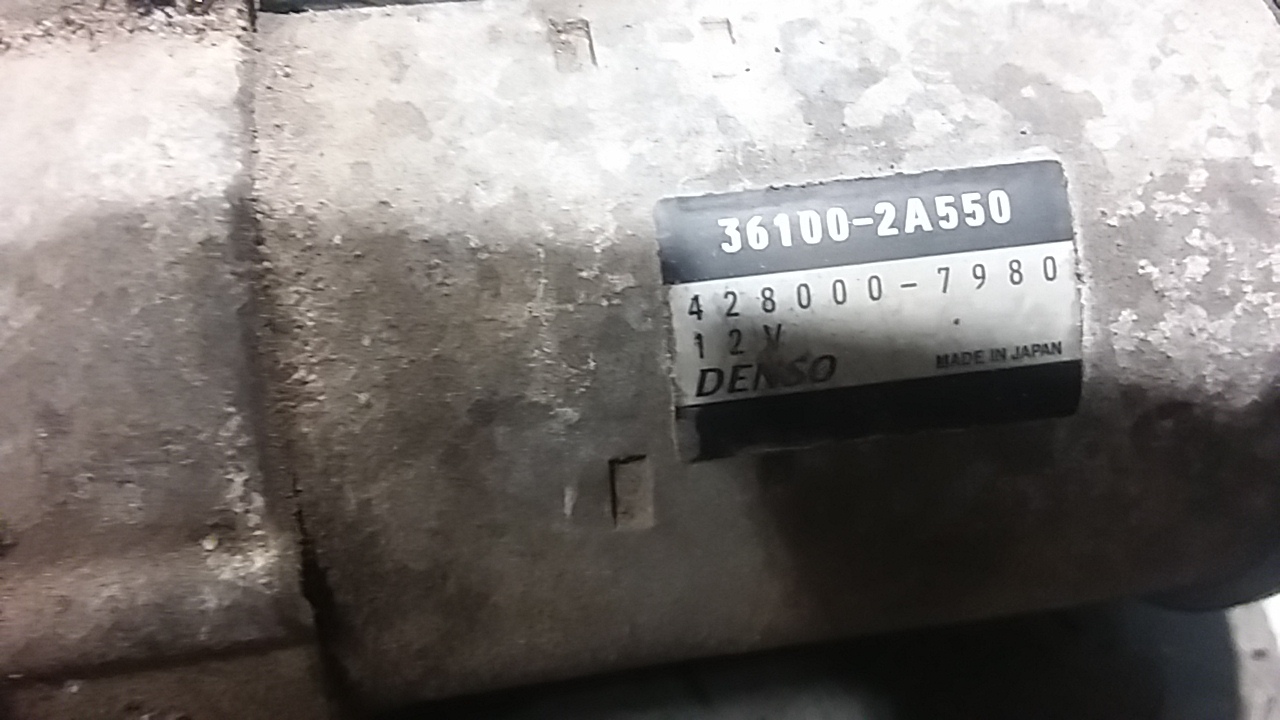 36100-2A550
428000-7980
12V
DENSO MADE IN JAPAN